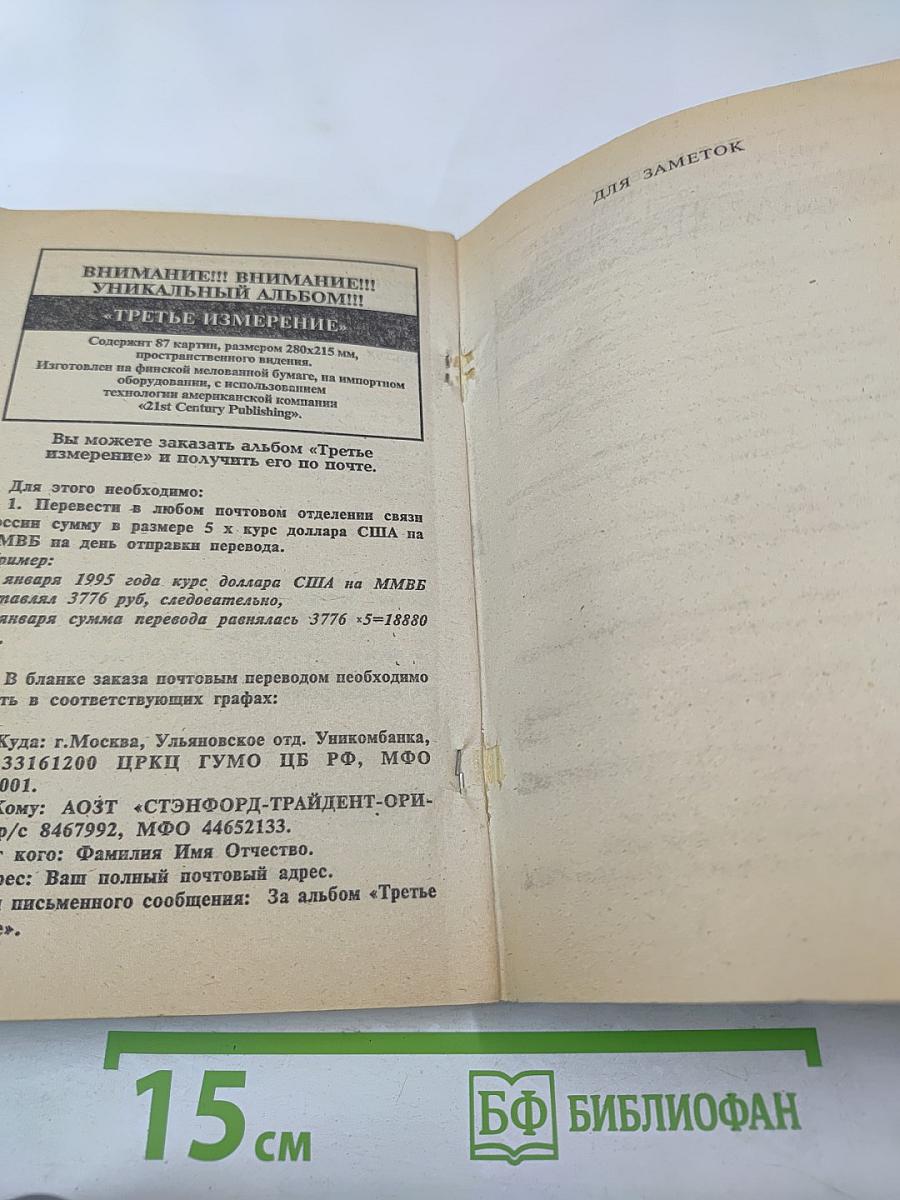 ВНИМАНИЕ!!! ВНИМАНИЕ!!!
УНИКАЛЬНЫЙ АЛЬБОМ!!!
«ТРЕТЬЕ ИЗМЕРЕНИЕ»
Содержит 87 картин, размером 280х215 мм,
пространственного видения.
Изготовлен на финской мелованной бумаге, на импортном
оборудовании, с использованием
технологии американской компании
«21st Century Publishing».
Вы можете заказать альбом «Третье
измерение» и получить его по почте.
Для этого необходимо:
1. Перевести в любом почтовом отделении связи
оссии сумму в размере 5 х курс доллара США на
МВБ на день отправки перевода.
ример:
января 1995 года курс доллара США на ММВБ
тавлял 3776 руб, следовательно,
января сумма перевода равнялась 3776 х5=18880
.
В бланке заказа почтовым переводом необходимо
ть в соответствующих графах:
Куда: г.Москва, Ульяновское отд. Уникомбанка,
33161200 ЦРКЦ ГУМО ЦБ РФ, МФО
001.
Кому: АОЗТ «СТЭНФОРД-ТРАЙДЕНТ-ОРИ-
р/с 8467992, МФО 44652133.
т кого: Фамилия Имя Отчество.
рес: Ваш полный почтовый адрес.
письменного сообщения: За альбом «Третье
е».
ДЛЯ ЗАМЕТОК
15 см
БФ БИБЛИОФАН